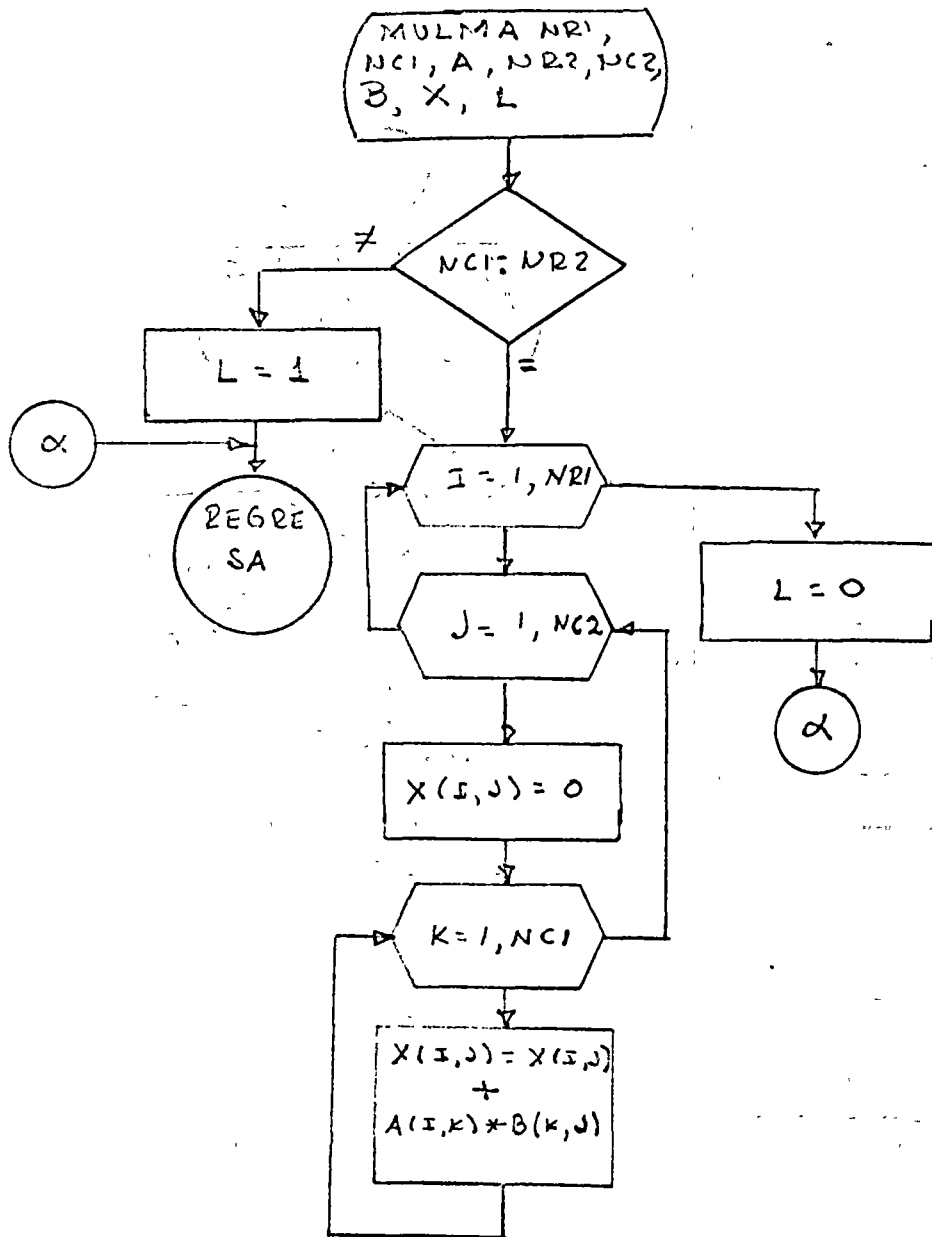 MULMA NR1,
NC1, A, NR2, NC2,
B, X, L
NC1: NR2
≠
=
L = 1
α
REGRE
SA
I = 1, NR1
L = 0
J = 1, NC2
α
X(I,J) = 0
K = 1, NC1
X(I,J) = X(I,J)
+
A(I,K) * B(K,J)